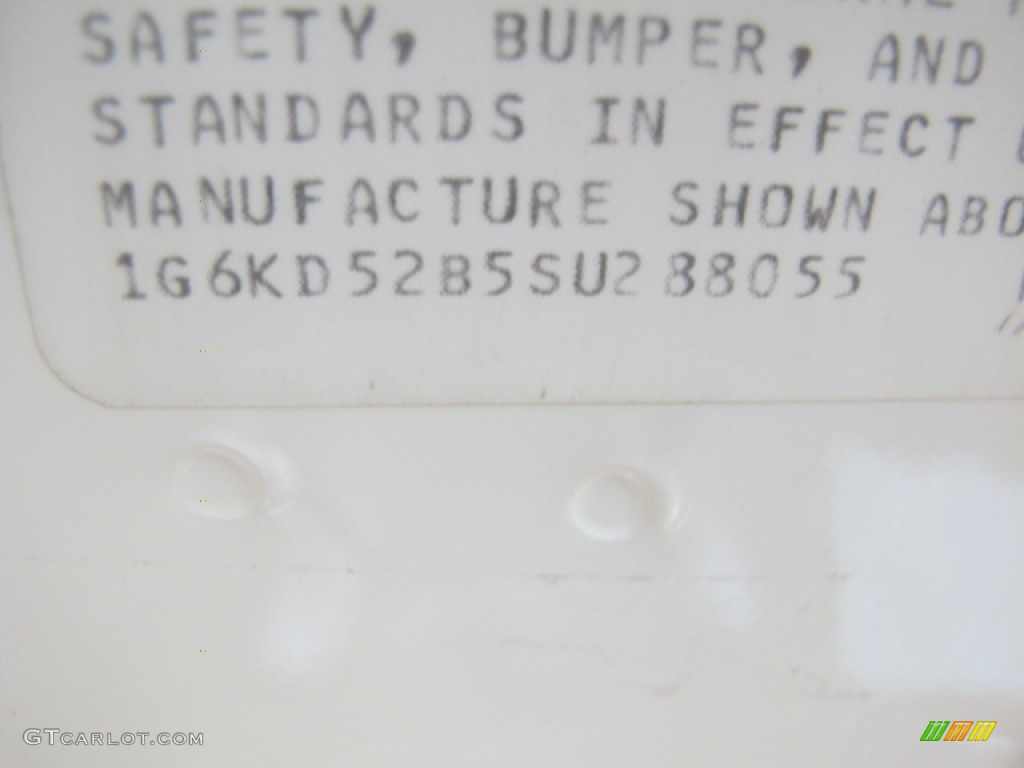 SAFETY, BUMPER, AND
STANDARDS IN EFFECT
MANUFACTURE SHOWN ABO
1G6KD52B5SU288055
GTCARLOT.COM